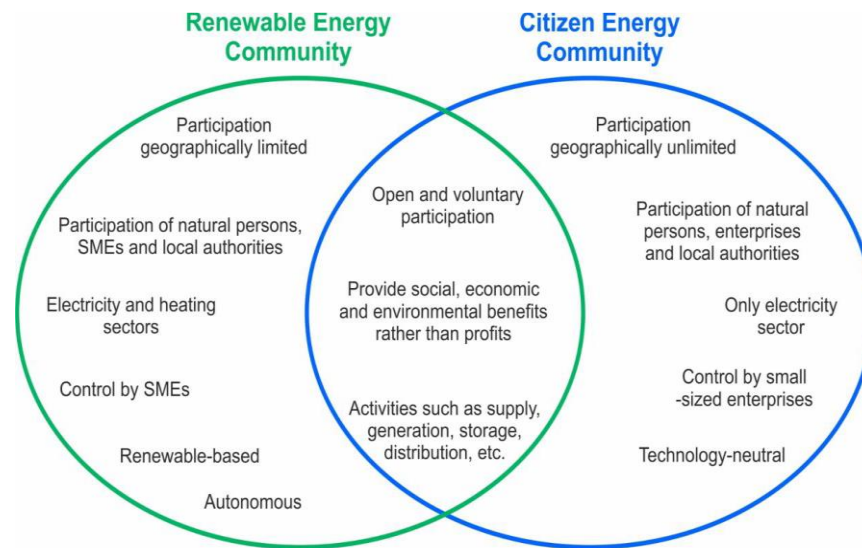 Renewable Energy
Community
Citizen Energy
Community
Participation
geographically limited
Participation of natural persons,
SMEs and local authorities
Electricity and heating
sectors
Control by SMEs
Renewable-based
Autonomous
Open and voluntary
participation
Provide social, economic
and environmental benefits
rather than profits
Activities such as supply,
generation, storage,
distribution, etc.
Participation
geographically unlimited
Participation of natural
persons, enterprises
and local authorities
Only electricity
sector
Control by small
-sized enterprises
Technology-neutral